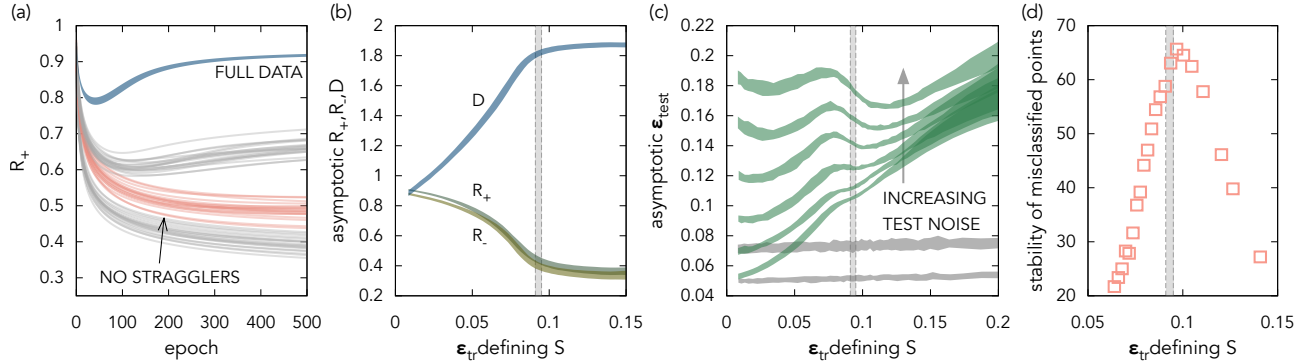 (a)
1
0.9
0.8
0.7
0.6
0.5
0.4
0.3
R+
FULL DATA
NO STRAGGLERS
0 100 200 300 400 500
epoch
(b)
2
1.8
1.6
1.4
1.2
1
0.8
0.6
0.4
0.2
asymptotic R+,R-,D
D
R+
R-
0 0.05 0.1 0.15
εtr defining S
(c)
0.2
0.18
0.16
0.14
0.12
0.1
0.08
0.06
0.04
asymptotic εtest
INCREASING
TEST NOISE
0 0.05 0.1 0.15 0.2
εtr defining S
(d)
70
60
50
40
30
20
stability of misclassified points
0 0.05 0.1 0.15
εtr defining S